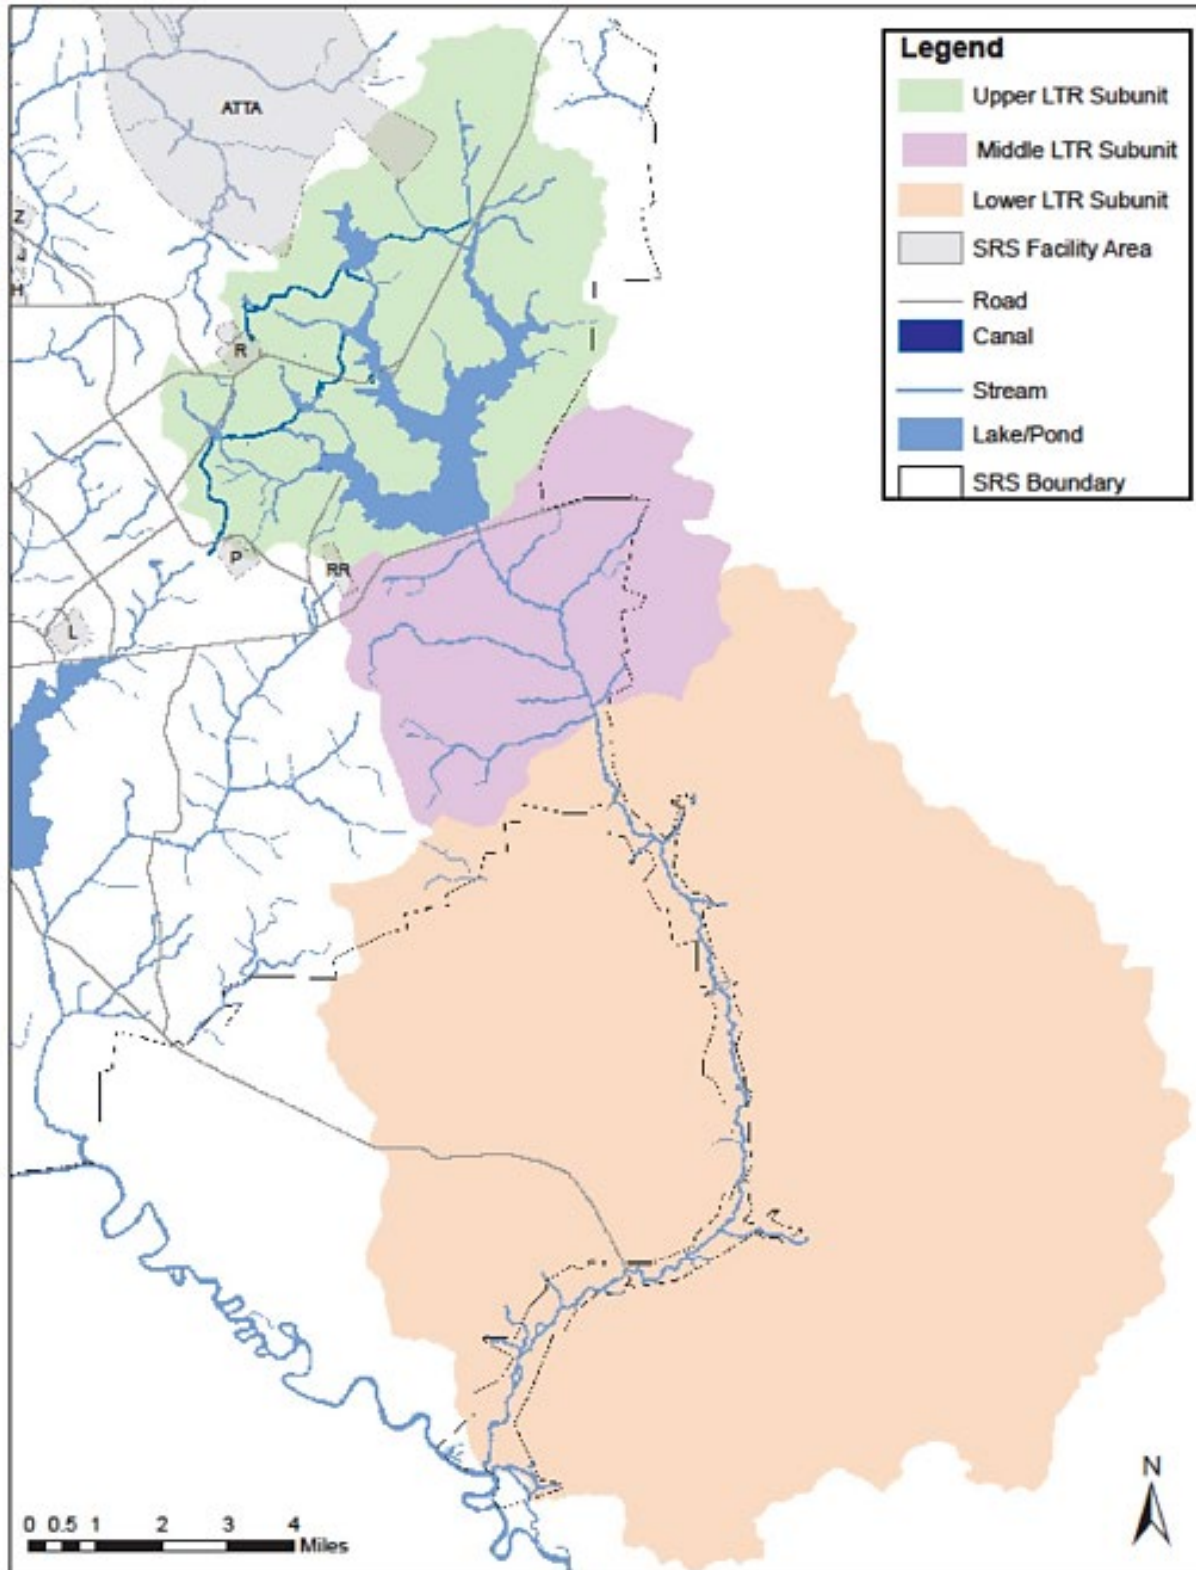 Legend
Upper LTR Subunit
Middle LTR Subunit
Lower LTR Subunit
SRS Facility Area
Road
Canal
Stream
Lake/Pond
SRS Boundary
ATTA
Z
H
R
P
RR
L
N
0 0.5 1 2 3 4
Miles